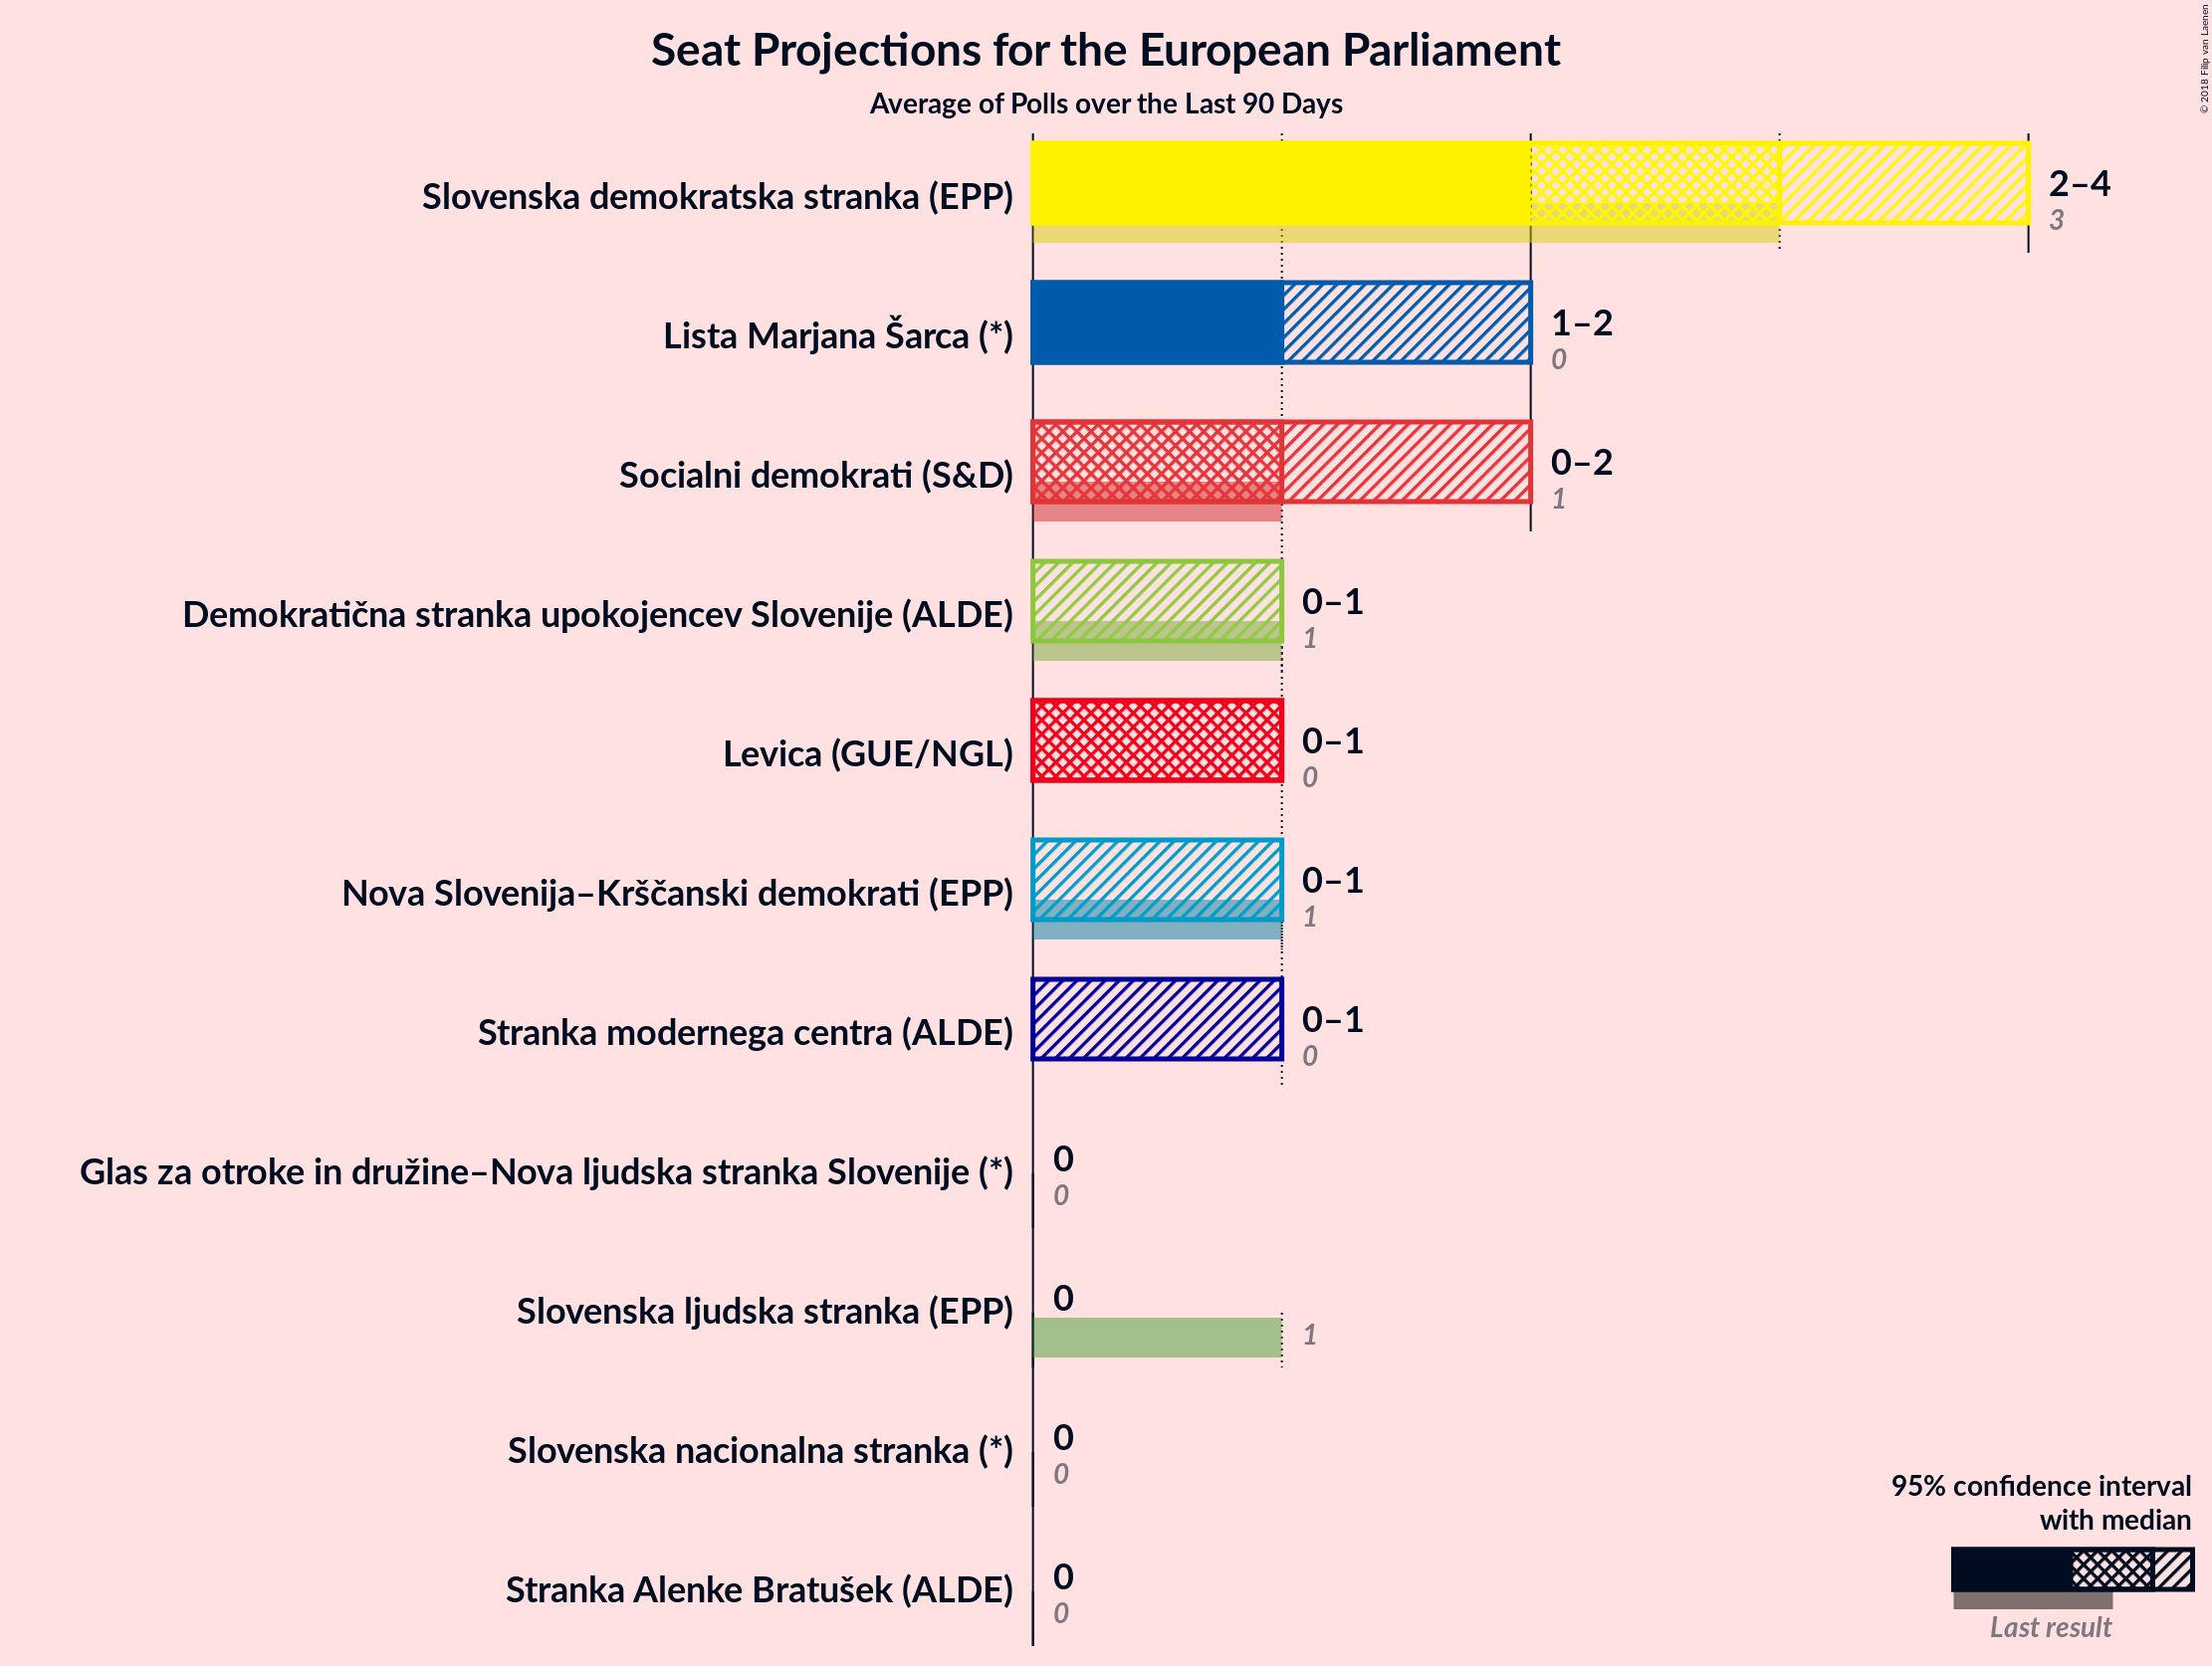 Seat Projections for the European Parliament
Average of Polls over the Last 90 Days
© 2018 Filip van Laenen
Slovenska demokratska stranka (EPP)
2–4
3
Lista Marjana Šarca (*)
1–2
0
Socialni demokrati (S&D)
0–2
1
Demokratična stranka upokojencev Slovenije (ALDE)
0–1
1
Levica (GUE/NGL)
0–1
0
Nova Slovenija–Krščanski demokrati (EPP)
0–1
1
Stranka modernega centra (ALDE)
0–1
0
Glas za otroke in družine–Nova ljudska stranka Slovenije (*)
0
0
Slovenska ljudska stranka (EPP)
0
1
Slovenska nacionalna stranka (*)
0
0
Stranka Alenke Bratušek (ALDE)
0
0
95% confidence interval
with median
Last result